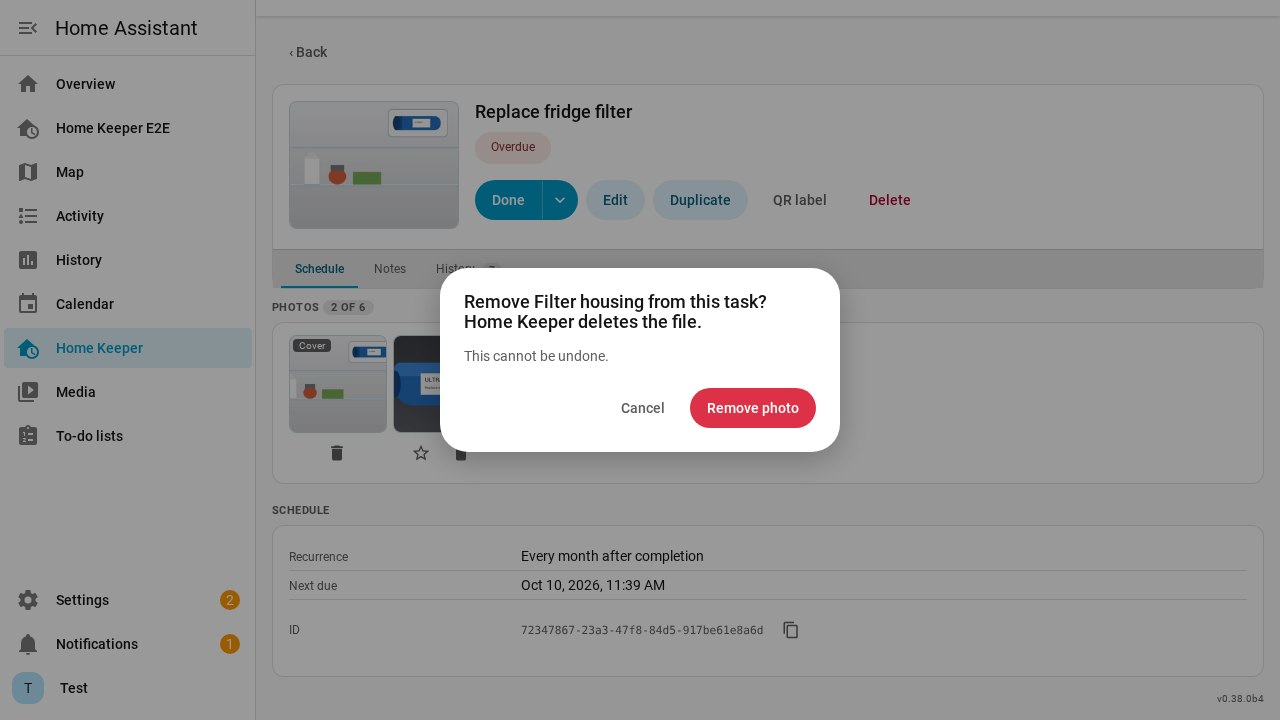 Home Assistant
Overview
Home Keeper E2E
Map
Activity
History
Calendar
Home Keeper
Media
To-do lists
Settings
2
Notifications
1
T
Test
‹ Back
Replace fridge filter
Overdue
Done
Edit
Duplicate
QR label
Delete
Schedule
Notes
History
PHOTOS
2 OF 6
Cover
Remove Filter housing from this task?
Home Keeper deletes the file.
This cannot be undone.
Cancel
Remove photo
SCHEDULE
Recurrence
Every month after completion
Next due
Oct 10, 2026, 11:39 AM
ID
72347867-23a3-47f8-84d5-917be61e8a6d
v0.38.0b4